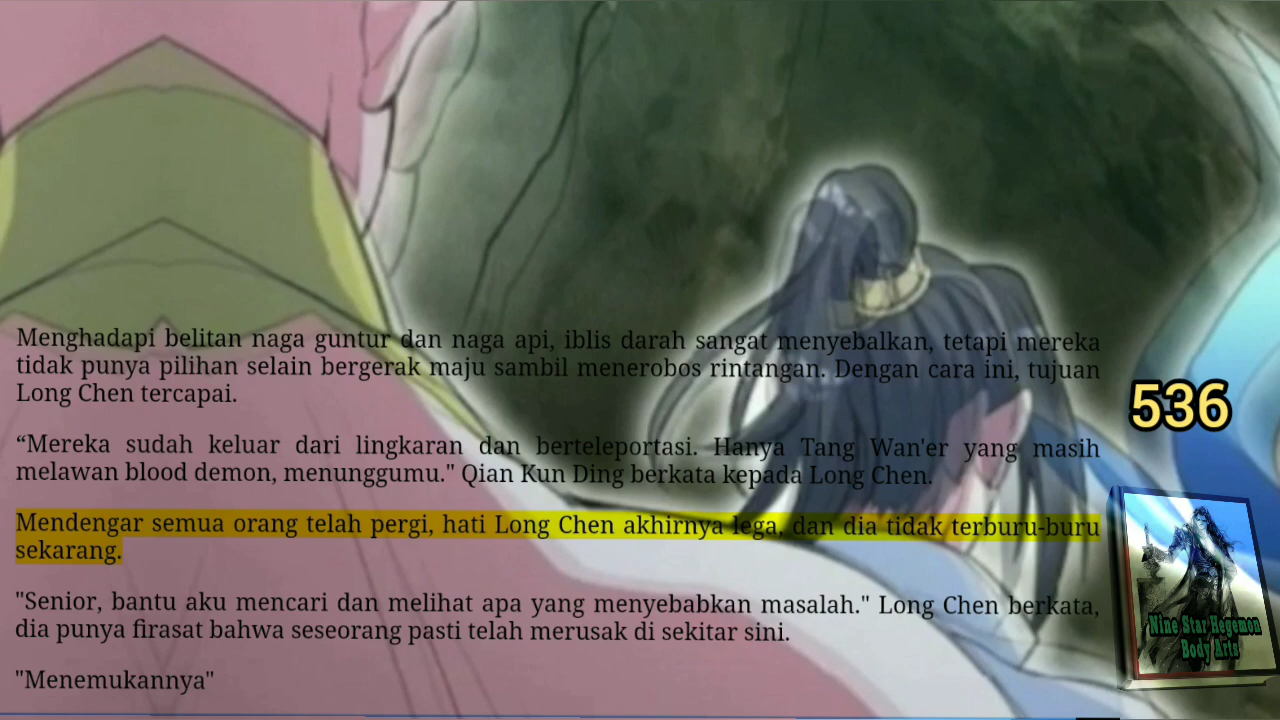 Menghadapi belitan naga guntur dan naga api, iblis darah sangat menyebalkan, tetapi mereka
tidak punya pilihan selain bergerak maju sambil menerobos rintangan. Dengan cara ini, tujuan
Long Chen tercapai.
“Mereka sudah keluar dari lingkaran dan berteleportasi. Hanya Tang Wan'er yang masih
melawan blood demon, menunggumu." Qian Kun Ding berkata kepada Long Chen.
Mendengar semua orang telah pergi, hati Long Chen akhirnya lega, dan dia tidak terburu-buru
sekarang.
"Senior, bantu aku mencari dan melihat apa yang menyebabkan masalah." Long Chen berkata,
dia punya firasat bahwa seseorang pasti telah merusak di sekitar sini.
"Menemukannya"
536
Nine Star Hegemon
Body Arts